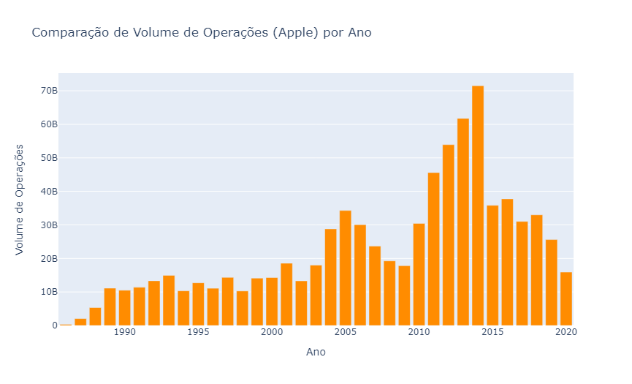 Comparação de Volume de Operações (Apple) por Ano
Volume de Operações
70B
60B
50B
40B
30B
20B
10B
0
1990 1995 2000 2005 2010 2015 2020
Ano